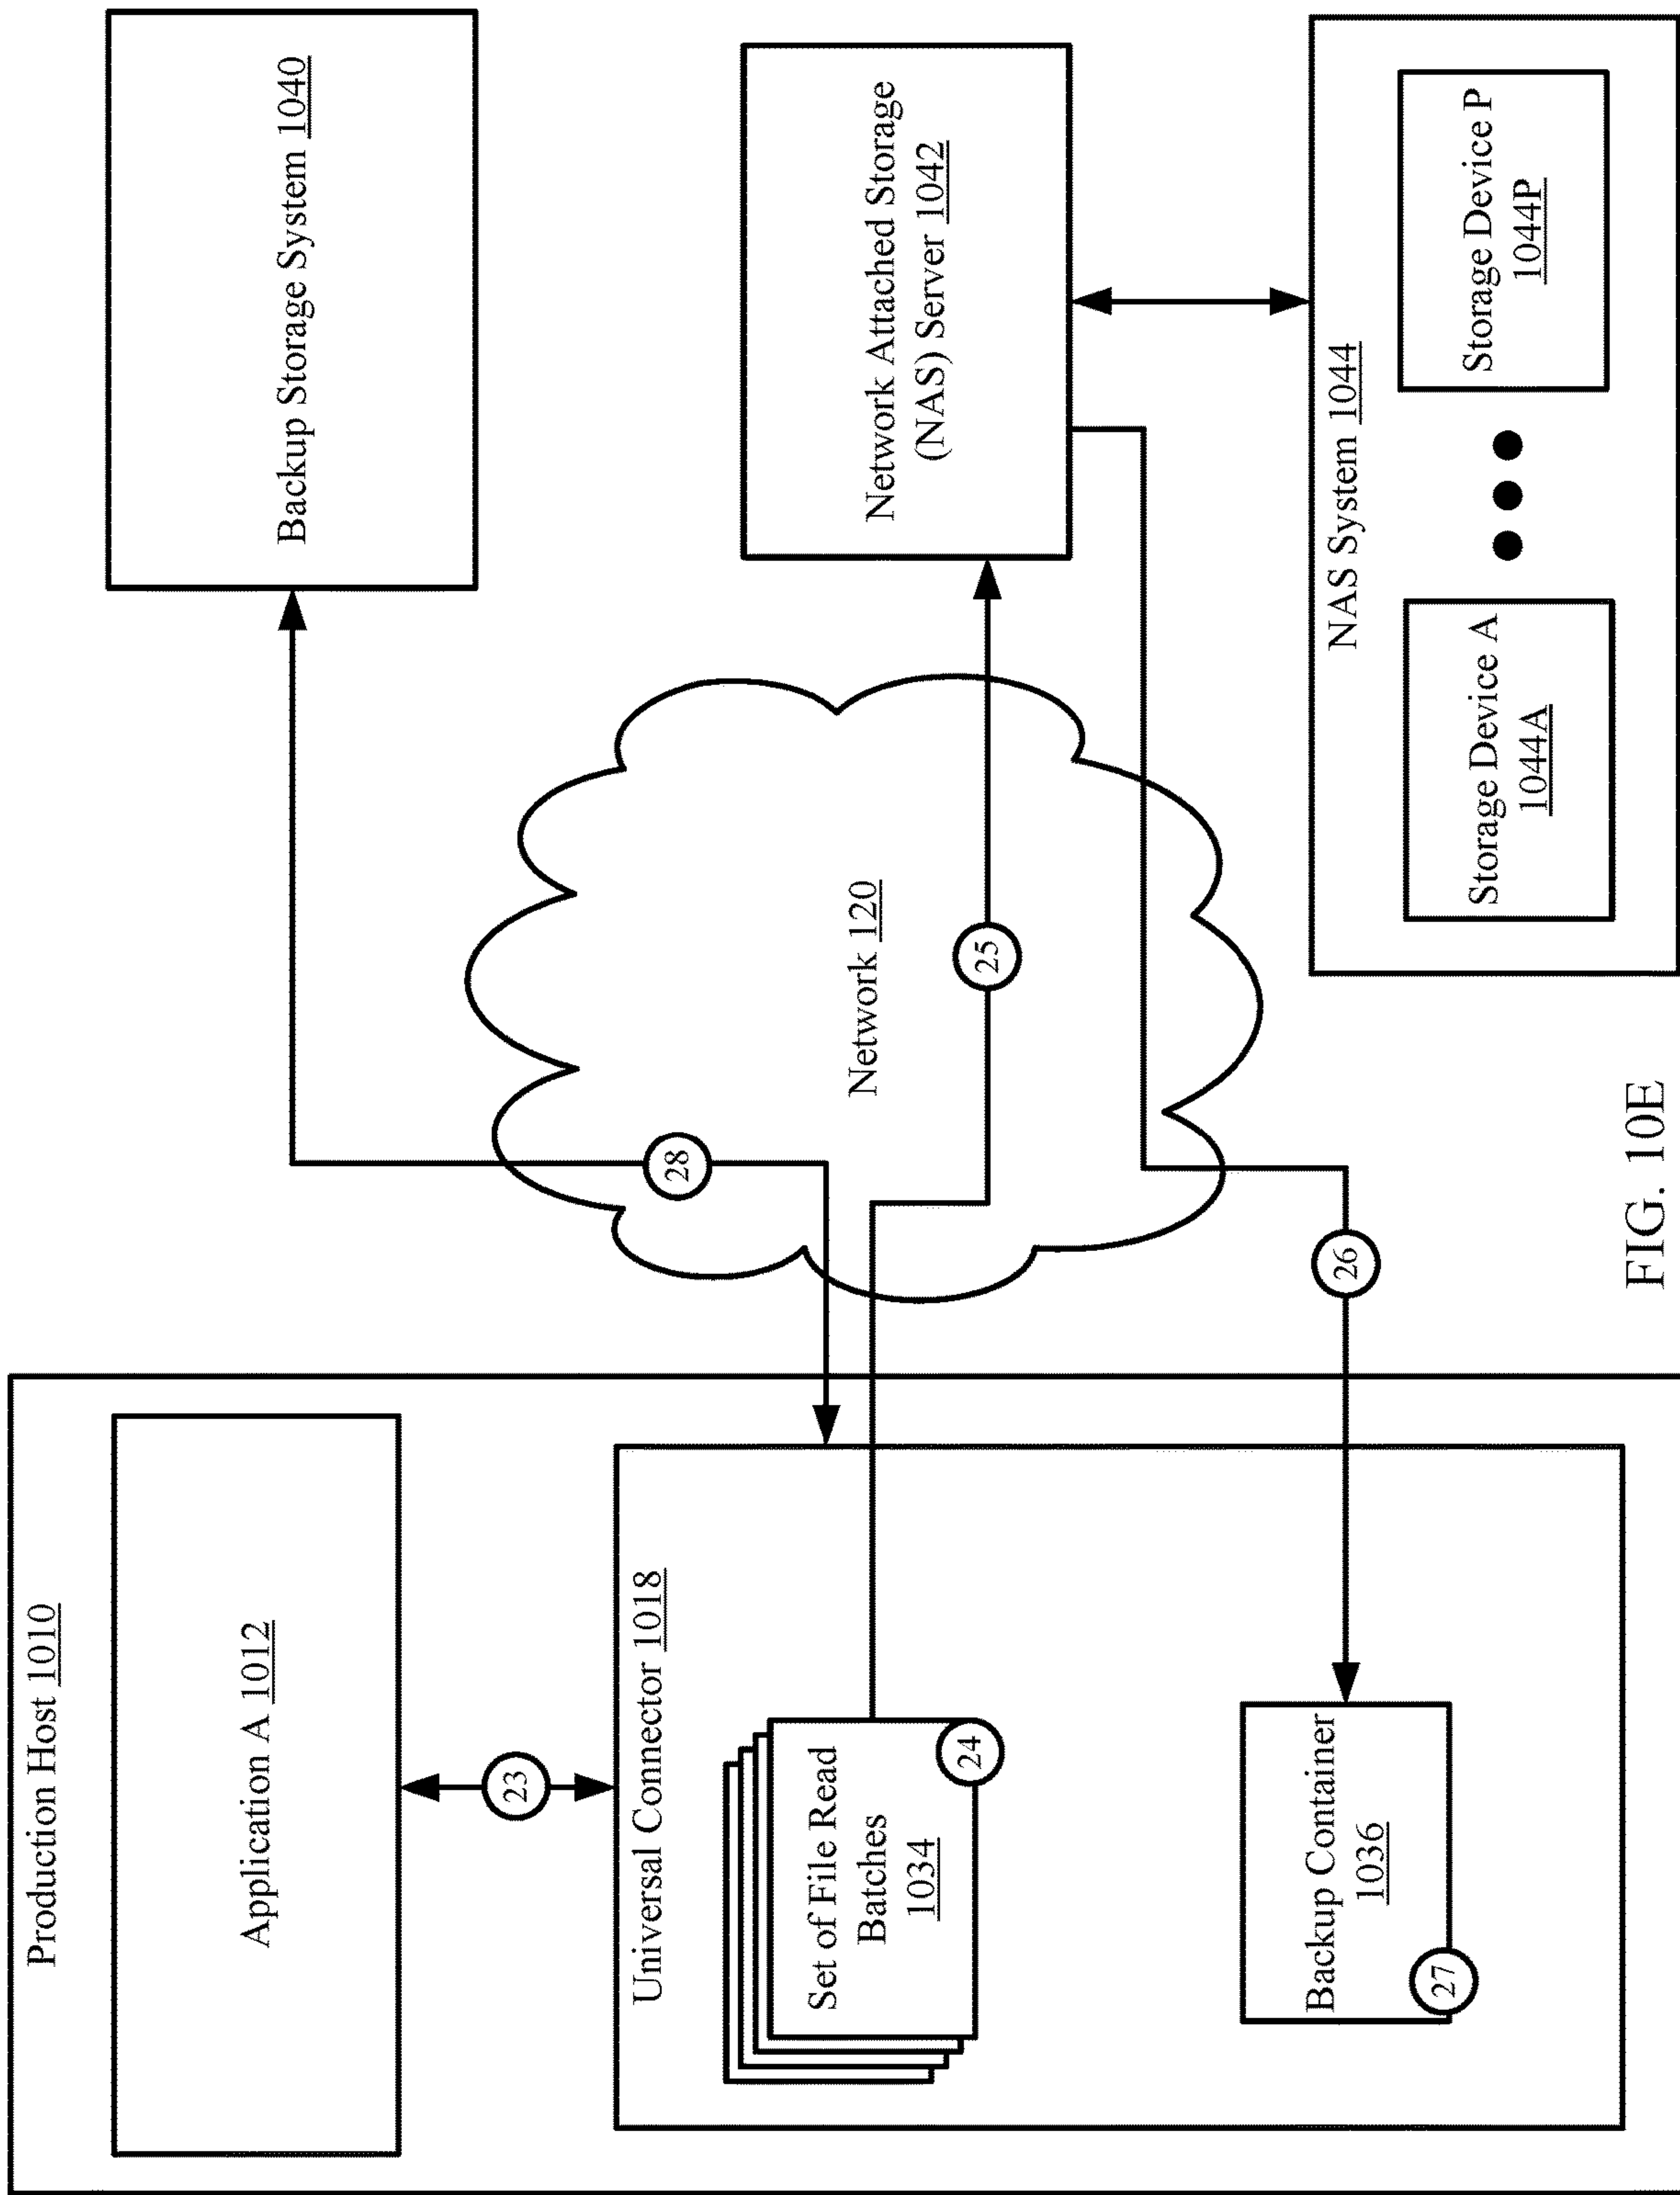 Production Host 1010
Application A 1012
23
Universal Connector 1018
Set of File Read
Batches
1034
24
Backup Container
1036
27
28
Network 120
25
26
Backup Storage System 1040
Network Attached Storage
(NAS) Server 1042
NAS System 1044
Storage Device A
1044A
Storage Device P
1044P
FIG. 10E